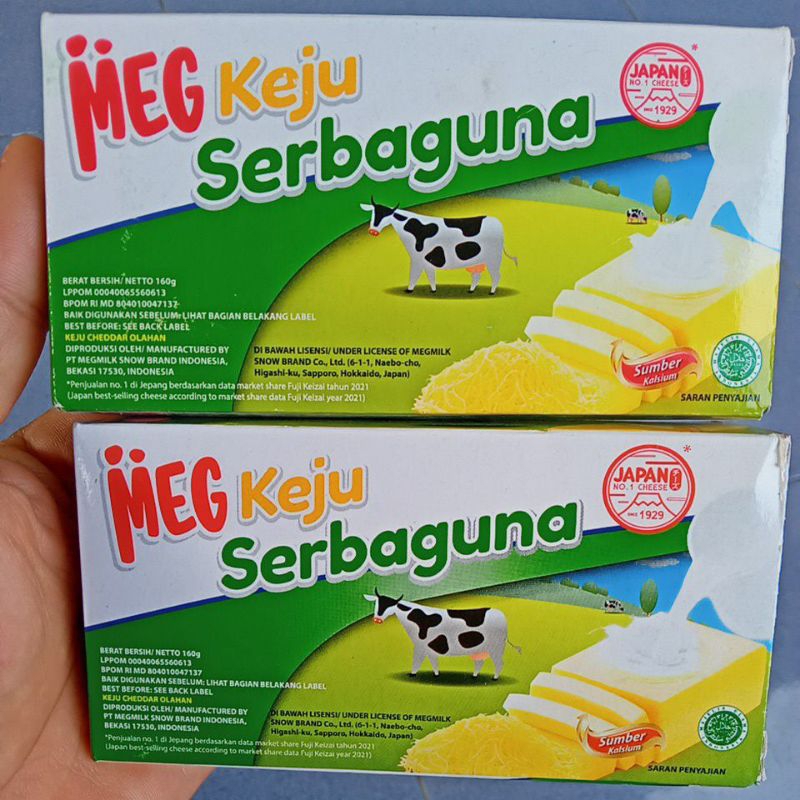 MEG Keju
Serbaguna
JAPAN
NO. 1 CHEESE
SINCE 1929
*
BERAT BERSIH/ NETTO 160g
LPPOM 00040065560613
BPOM RI MD 804010047137
BAIK DIGUNAKAN SEBELUM: LIHAT BAGIAN BELAKANG LABEL
BEST BEFORE: SEE BACK LABEL
KEJU CHEDDAR OLAHAN
DIPRODUKSI OLEH/ MANUFACTURED BY
PT MEGMILK SNOW BRAND INDONESIA,
BEKASI 17530, INDONESIA
DI BAWAH LISENSI/ UNDER LICENSE OF MEGMILK
SNOW BRAND Co., Ltd. (6-1-1, Naebo-cho,
Higashi-ku, Sapporo, Hokkaido, Japan)
*Penjualan no. 1 di Jepang berdasarkan data market share Fuji Keizai tahun 2021
(Japan best-selling cheese according to market share data Fuji Keizai year 2021)
Sumber
Kalsium
SARAN PENYAJIAN
MEG Keju
Serbaguna
JAPAN
NO. 1 CHEESE
SINCE 1929
*
BERAT BERSIH/ NETTO 160g
LPPOM 00040065560613
BPOM RI MD 804010047137
BAIK DIGUNAKAN SEBELUM: LIHAT BAGIAN BELAKANG LABEL
BEST BEFORE: SEE BACK LABEL
KEJU CHEDDAR OLAHAN
DIPRODUKSI OLEH/ MANUFACTURED BY
PT MEGMILK SNOW BRAND INDONESIA,
BEKASI 17530, INDONESIA
DI BAWAH LISENSI/ UNDER LICENSE OF MEGMILK
SNOW BRAND Co., Ltd. (6-1-1, Naebo-cho,
Higashi-ku, Sapporo, Hokkaido, Japan)
*Penjualan no. 1 di Jepang berdasarkan data market share Fuji Keizai tahun 2021
(Japan best-selling cheese according to market share data Fuji Keizai year 2021)
Sumber
Kalsium
SARAN PENYAJIAN